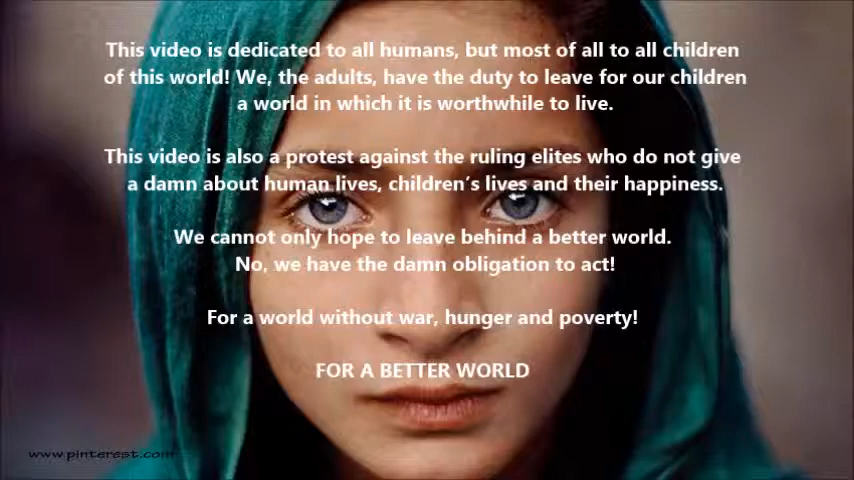 This video is dedicated to all humans, but most of all to all children
of this world! We, the adults, have the duty to leave for our children
a world in which it is worthwhile to live.
This video is also a protest against the ruling elites who do not give
a damn about human lives, children's lives and their happiness.
We cannot only hope to leave behind a better world.
No, we have the damn obligation to act!
For a world without war, hunger and poverty!
FOR A BETTER WORLD
www.pinterest.com